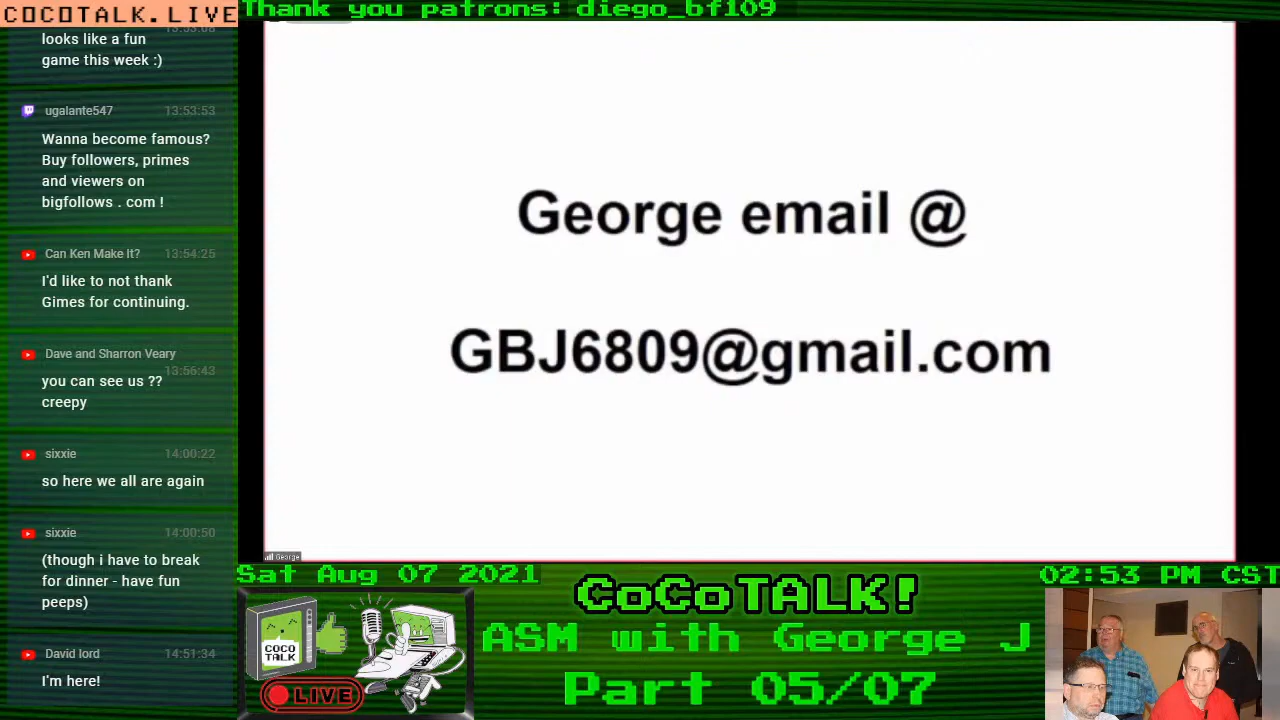 COCOTALK.LIVE
Thank you patrons: diego_bf109
looks like a fun
game this week :)
ugalante547 13:53:53
Wanna become famous?
Buy followers, primes
and viewers on
bigfollows . com !
Can Ken Make It? 13:54:25
I'd like to not thank
Gimes for continuing.
Dave and Sharron Veary
13:56:43
you can see us ??
creepy
sixxie 14:00:22
so here we all are again
sixxie 14:00:50
(though i have to break
for dinner - have fun
peeps)
David lord 14:51:34
I'm here!
George email @
GBJ6809@gmail.com
George
Sat Aug 07 2021
CoCoTALK!
02:53 PM CST
COCO
TALK
LIVE
ASM with George J
Part 05/07